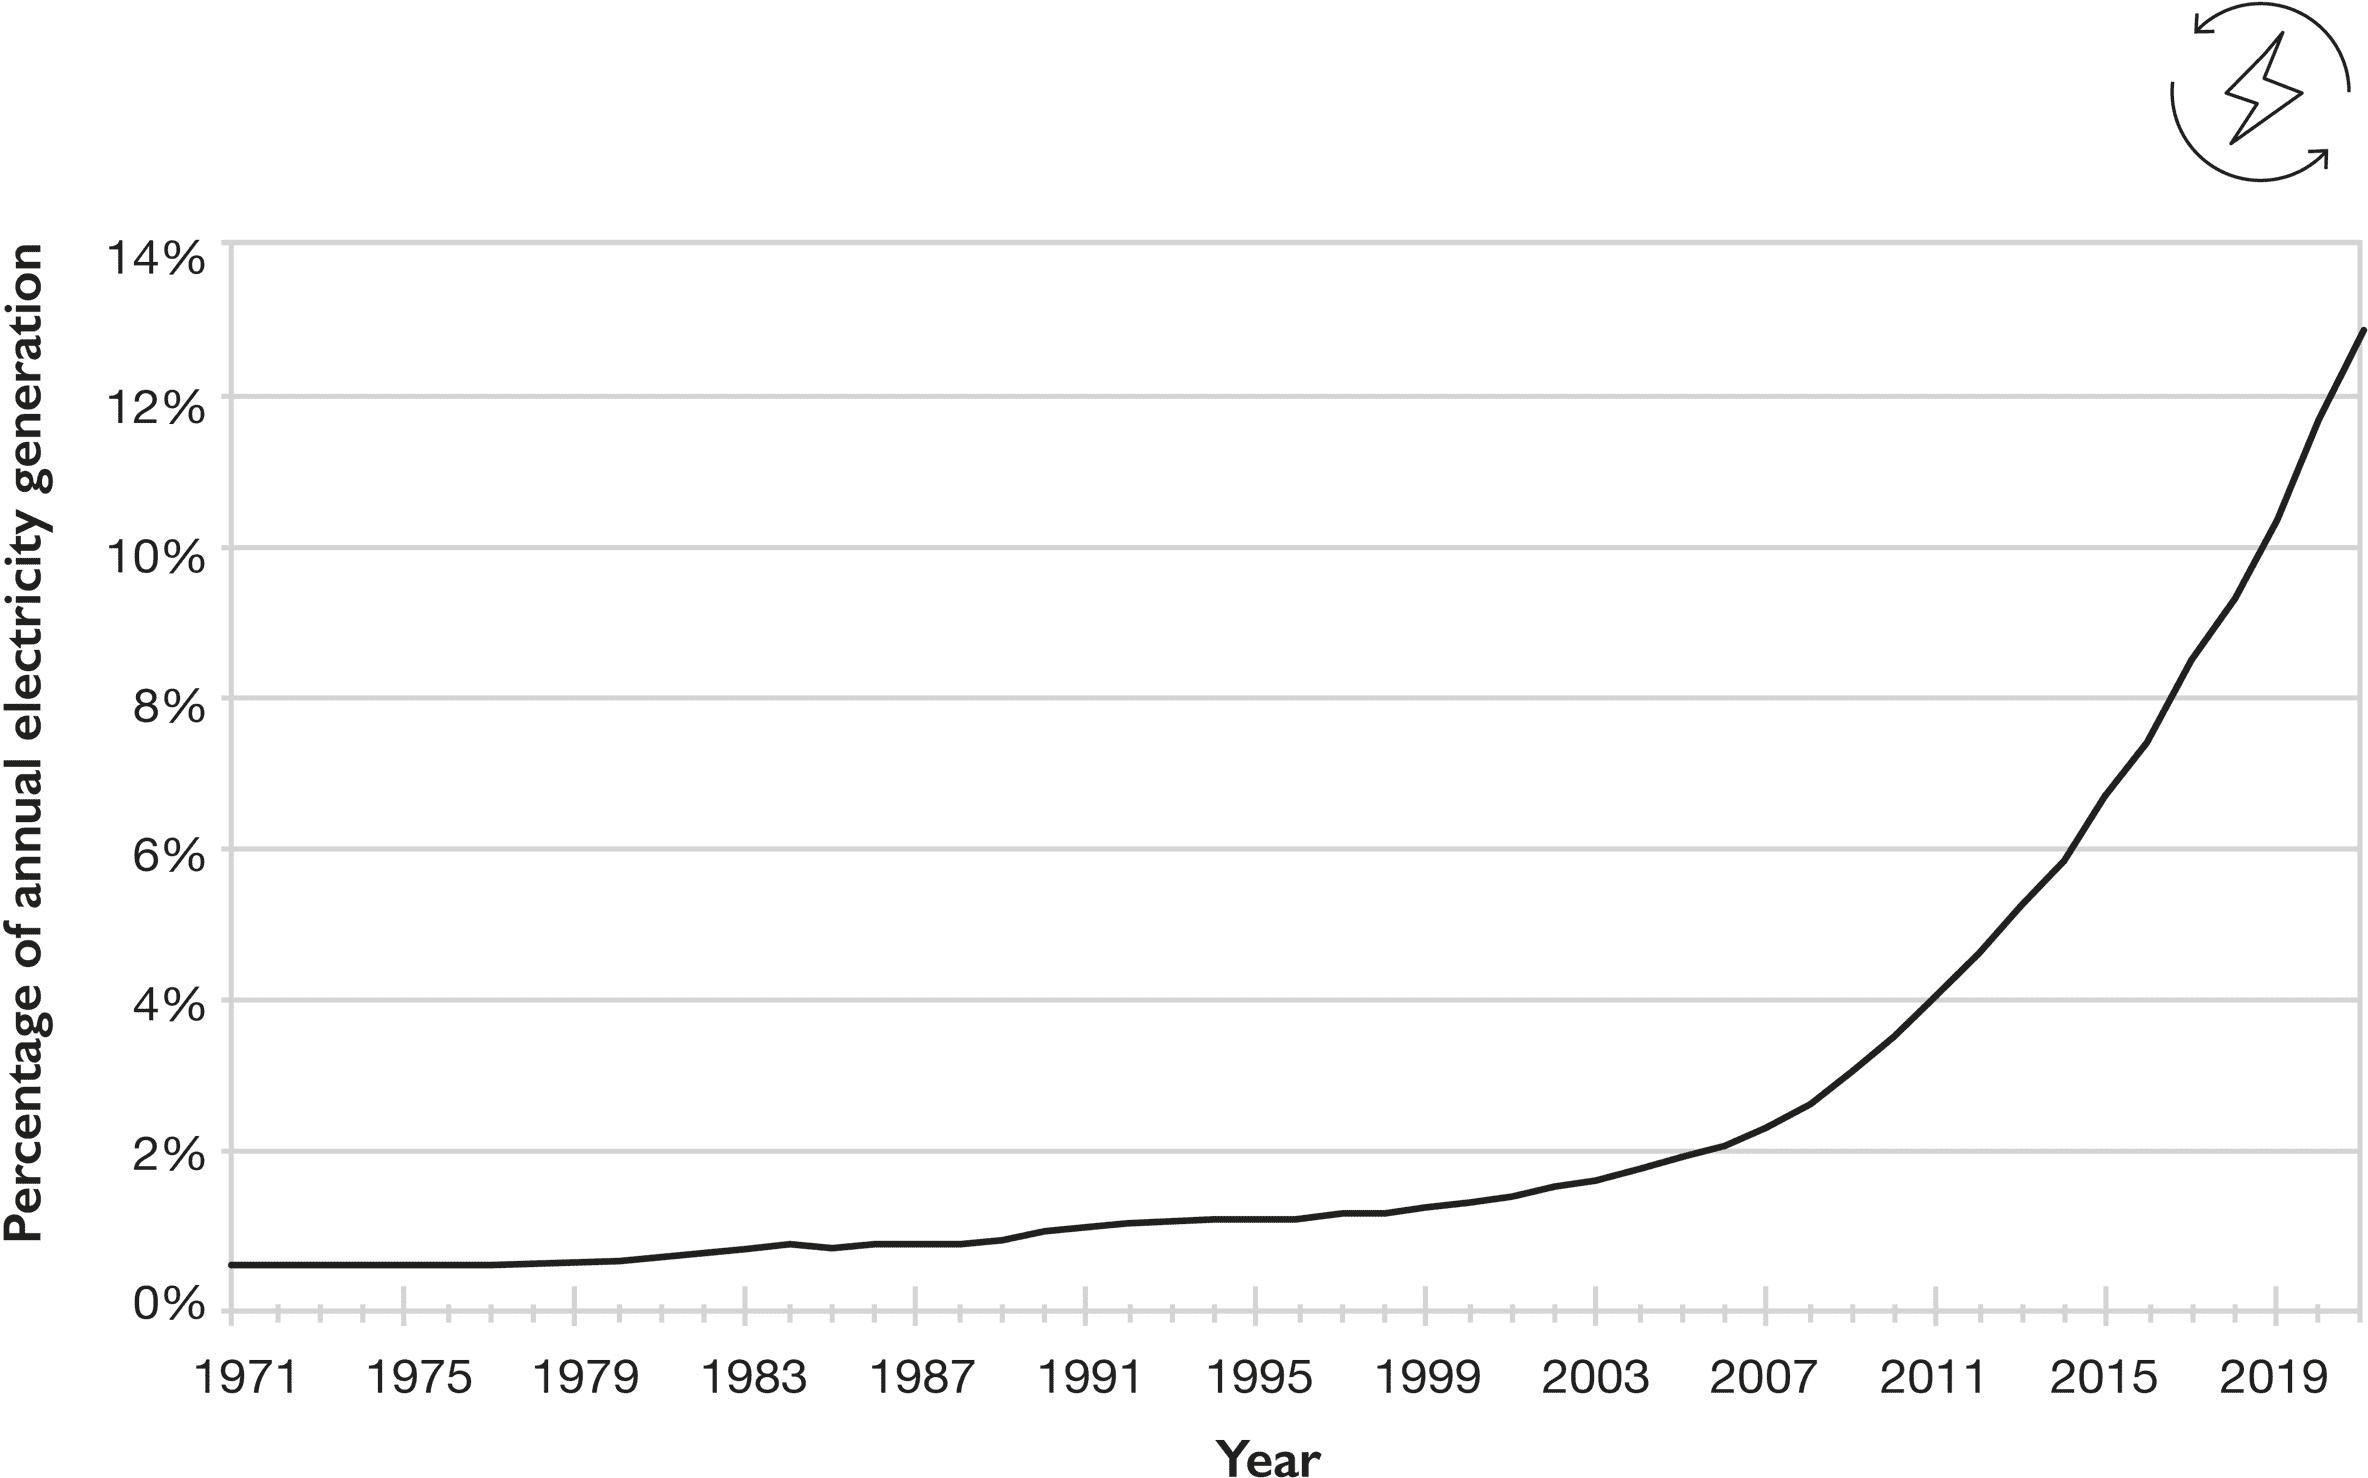 Percentage of annual electricity generation
14%
12%
10%
8%
6%
4%
2%
0%
1971 1975 1979 1983 1987 1991 1995 1999 2003 2007 2011 2015 2019
Year